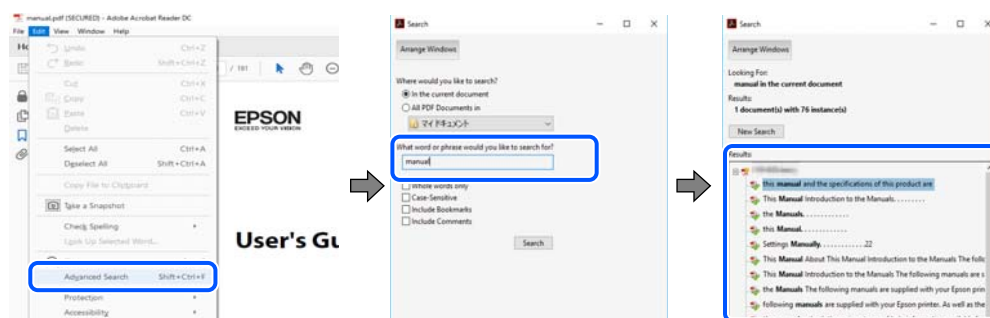 manual.pdf (SECURED) - Adobe Acrobat Reader DC
File Edit View Window Help
Undo Ctrl+Z
Redo Shift+Ctrl+Z
Cut Ctrl+X
Copy Ctrl+C
Paste Ctrl+V
Delete
Select All Ctrl+A
Deselect All Shift+Ctrl+A
Copy File to Clipboard
Take a Snapshot
Check Spelling
Look Up Selected Word...
Advanced Search Shift+Ctrl+F
Protection
Accessibility
/ 181
EPSON
EXCEED YOUR VISION
User's Gu
Search
Arrange Windows
Where would you like to search?
In the current document
All PDF Documents in
マイ ドキュメント
What word or phrase would you like to search for?
manual
Whole words only
Case-Sensitive
Include Bookmarks
Include Comments
Search
Search
Arrange Windows
Looking For:
manual in the current document
Results:
1 document(s) with 76 instance(s)
New Search
Results:
this manual and the specifications of this product are
This Manual Introduction to the Manuals. . . . . . . . .
the Manuals. . . . . . . . . . . . .
this Manual. . . . . . . . . . . . .
Settings Manually. . . . . . . . . . . . .22
This Manual About This Manual Introduction to the Manuals The follo
This Manual Introduction to the Manuals The following manuals are s
the Manuals The following manuals are supplied with your Epson prin
following manuals are supplied with your Epson printer. As well as the